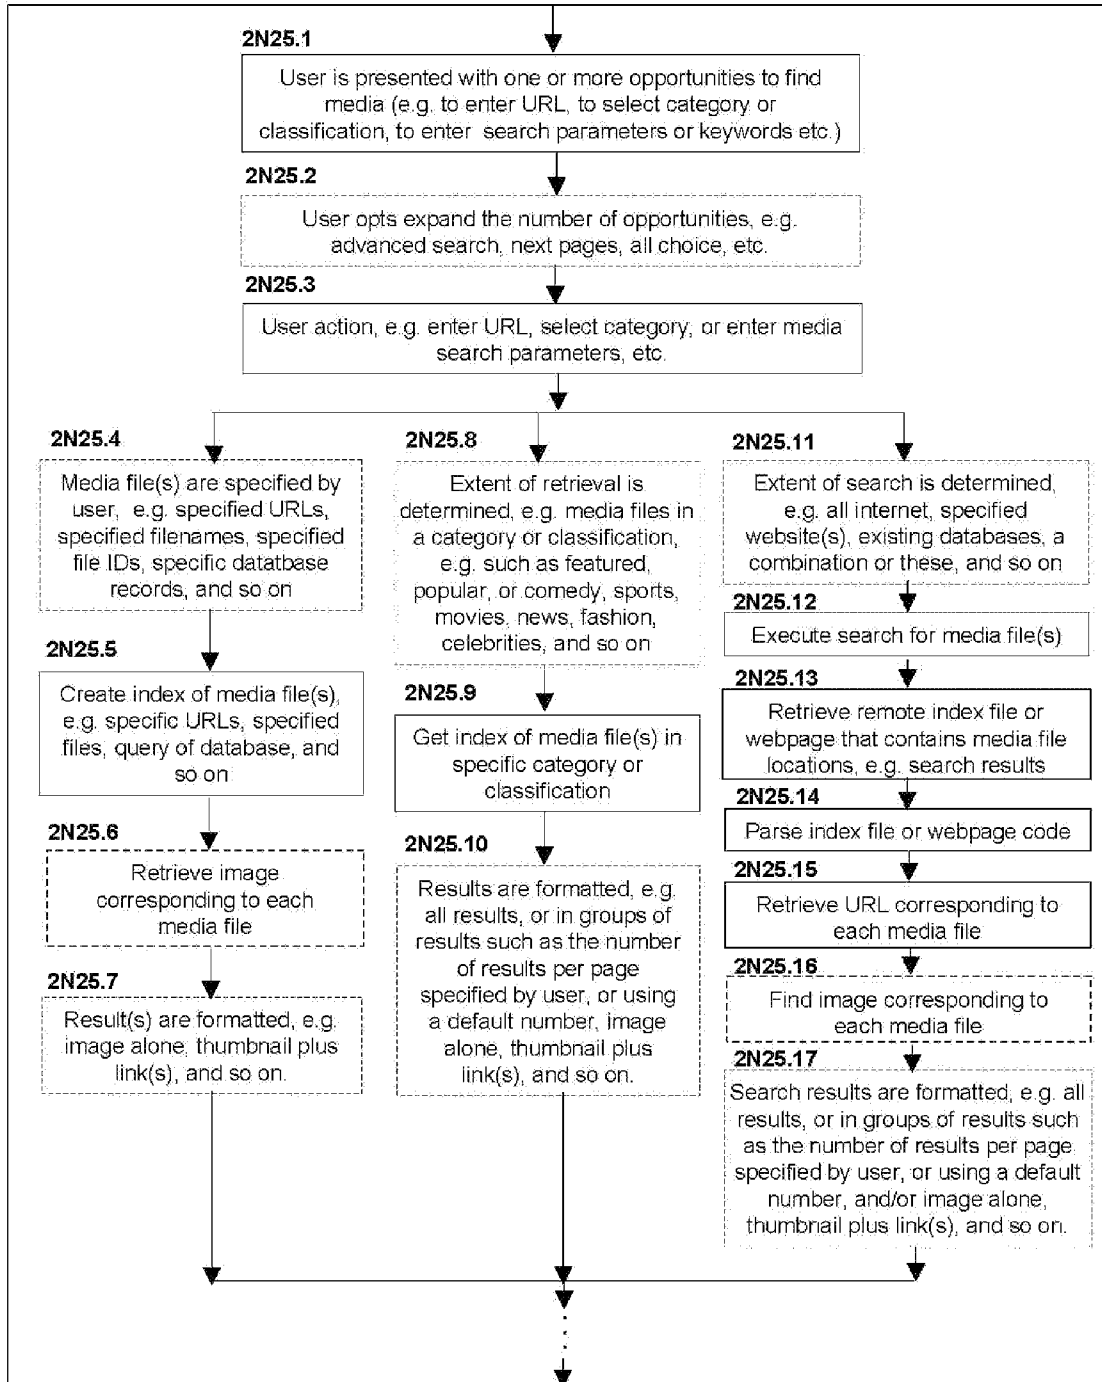 2N25.1
User is presented with one or more opportunities to find
media (e.g. to enter URL, to select category or
classification, to enter search parameters or keywords etc.)
2N25.2
User opts expand the number of opportunities, e.g.
advanced search, next pages, all choice, etc.
2N25.3
User action, e.g. enter URL, select category, or enter media
search parameters, etc.
2N25.4
Media file(s) are specified by
user, e.g. specified URLs,
specified filenames, specified
file IDs, specific datatbase
records, and so on
2N25.5
Create index of media file(s),
e.g. specific URLs, specified
files, query of database, and
so on
2N25.6
Retrieve image
corresponding to each
media file
2N25.7
Result(s) are formatted, e.g.
image alone, thumbnail plus
link(s), and so on.
2N25.8
Extent of retrieval is
determined, e.g. media files in
a category or classification,
e.g. such as featured,
popular, or comedy, sports,
movies, news, fashion,
celebrities, and so on
2N25.9
Get index of media file(s) in
specific category or
classification
2N25.10
Results are formatted, e.g.
all results, or in groups of
results such as the number
of results per page
specified by user, or using
a default number, image
alone, thumbnail plus
link(s), and so on.
2N25.11
Extent of search is determined,
e.g. all internet, specified
website(s), existing databases, a
combination or these, and so on
2N25.12
Execute search for media file(s)
2N25.13
Retrieve remote index file or
webpage that contains media file
locations, e.g. search results
2N25.14
Parse index file or webpage code
2N25.15
Retrieve URL corresponding to
each media file
2N25.16
Find image corresponding to
each media file
2N25.17
Search results are formatted, e.g. all
results, or in groups of results such
as the number of results per page
specified by user, or using a default
number, and/or image alone,
thumbnail plus link(s), and so on.